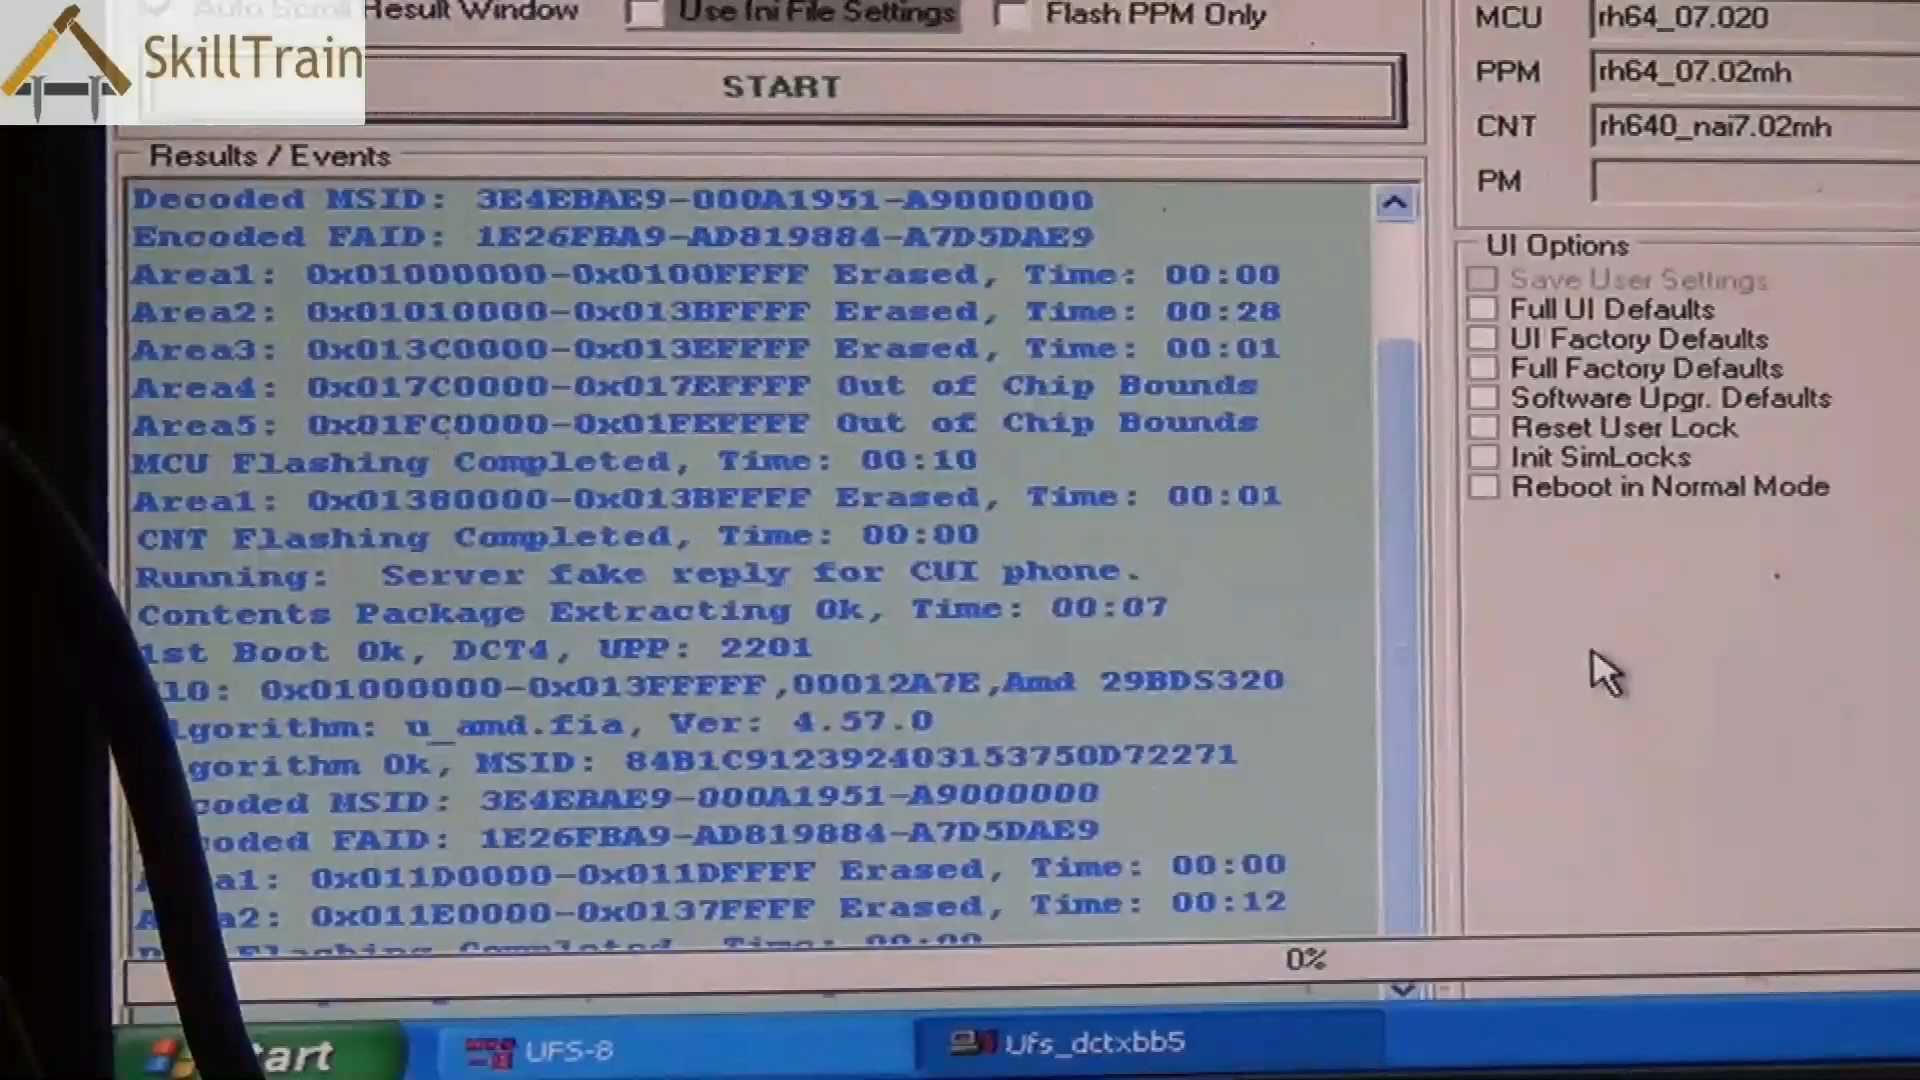 SkillTrain
Auto Scroll Result Window
Use Ini File Settings
Flash PPM Only
START
MCU rh64_07.020
PPM rh64_07.02mh
CNT rh640_nai7.02mh
PM
Results / Events
Decoded MSID: 3E4EBAE9-000A1951-A9000000
Encoded FAID: 1E26FBA9-AD819884-A7D5DAE9
Area1: 0x01000000-0x0100FFFF Erased, Time: 00:00
Area2: 0x01010000-0x013BFFFF Erased, Time: 00:28
Area3: 0x013C0000-0x013EFFFF Erased, Time: 00:01
Area4: 0x017C0000-0x017EFFFF Out of Chip Bounds
Area5: 0x01FC0000-0x01FEFFFF Out of Chip Bounds
MCU Flashing Completed, Time: 00:10
Area1: 0x01380000-0x013BFFFF Erased, Time: 00:01
CNT Flashing Completed, Time: 00:00
Running: Server fake reply for CUI phone.
Contents Package Extracting Ok, Time: 00:07
1st Boot Ok, DCT4, UPP: 2201
10: 0x01000000-0x013FFFFF,00012A7E,Amd 29BDS320
lgorithm: u_amd.fia, Ver: 4.57.0
gorithm Ok, MSID: 84B1C912392403153750D72271
coded MSID: 3E4EBAE9-000A1951-A9000000
coded FAID: 1E26FBA9-AD819884-A7D5DAE9
a1: 0x011D0000-0x011DFFFF Erased, Time: 00:00
a2: 0x011E0000-0x0137FFFF Erased, Time: 00:12
Flashing Completed, Time: 00:00
UI Options
Save User Settings
Full UI Defaults
UI Factory Defaults
Full Factory Defaults
Software Upgr. Defaults
Reset User Lock
Init SimLocks
Reboot in Normal Mode
0%
tart
UFS-8
Ufs_dctxbb5